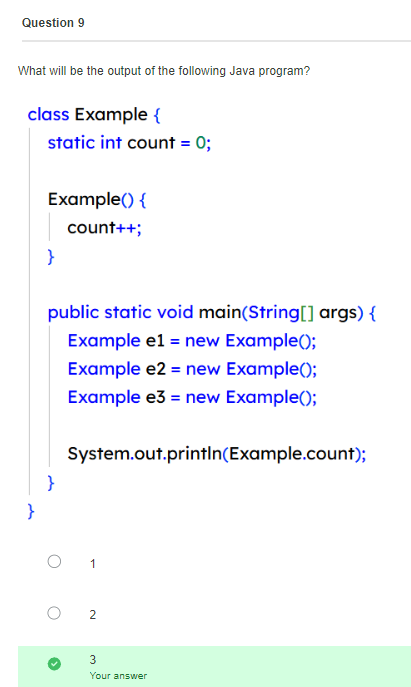 Question 9
What will be the output of the following Java program?
class Example {
static int count = 0;
Example() {
count++;
}
public static void main(String[] args) {
Example e1 = new Example();
Example e2 = new Example();
Example e3 = new Example();
System.out.println(Example.count);
}
}
1
2
3
Your answer